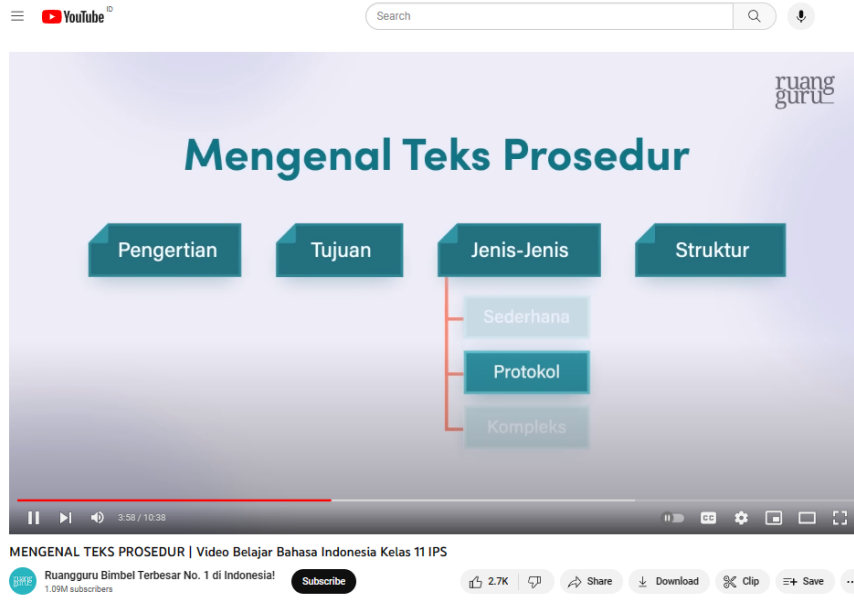 YouTube ID
Search
ruang
guru
Mengenal Teks Prosedur
Pengertian
Tujuan
Jenis-Jenis
Struktur
Sederhana
Protokol
Kompleks
3:58 / 10:38
CC
MENGENAL TEKS PROSEDUR | Video Belajar Bahasa Indonesia Kelas 11 IPS
Ruangguru Bimbel Terbesar No. 1 di Indonesia!
1.09M subscribers
Subscribe
2.7K
Share
Download
Clip
Save